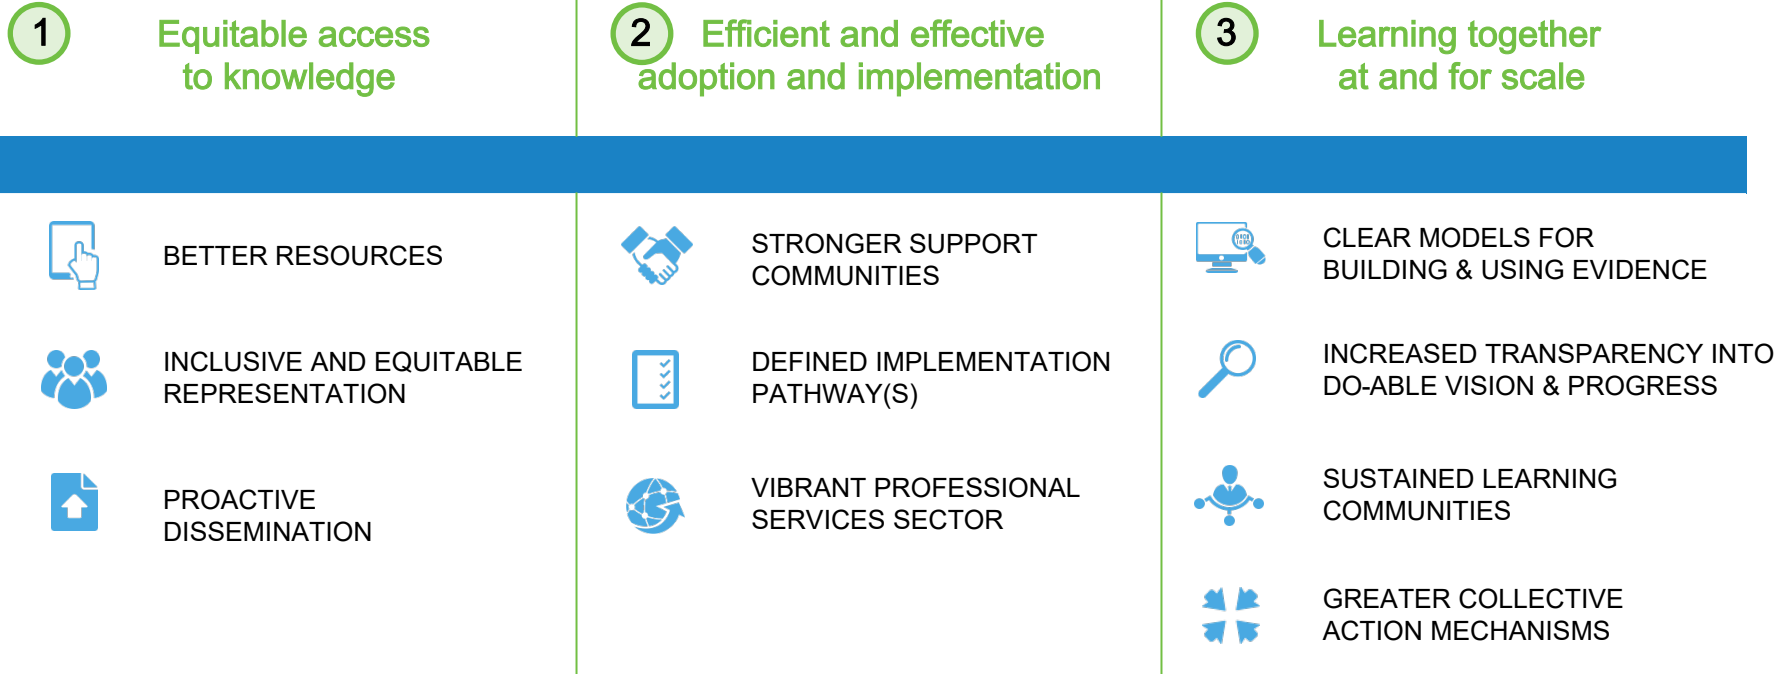 1
Equitable access
to knowledge
BETTER RESOURCES
INCLUSIVE AND EQUITABLE
REPRESENTATION
PROACTIVE
DISSEMINATION
2
Efficient and effective
adoption and implementation
STRONGER SUPPORT
COMMUNITIES
DEFINED IMPLEMENTATION
PATHWAY(S)
VIBRANT PROFESSIONAL
SERVICES SECTOR
3
Learning together
at and for scale
CLEAR MODELS FOR
BUILDING & USING EVIDENCE
INCREASED TRANSPARENCY INTO
DO-ABLE VISION & PROGRESS
SUSTAINED LEARNING
COMMUNITIES
GREATER COLLECTIVE
ACTION MECHANISMS